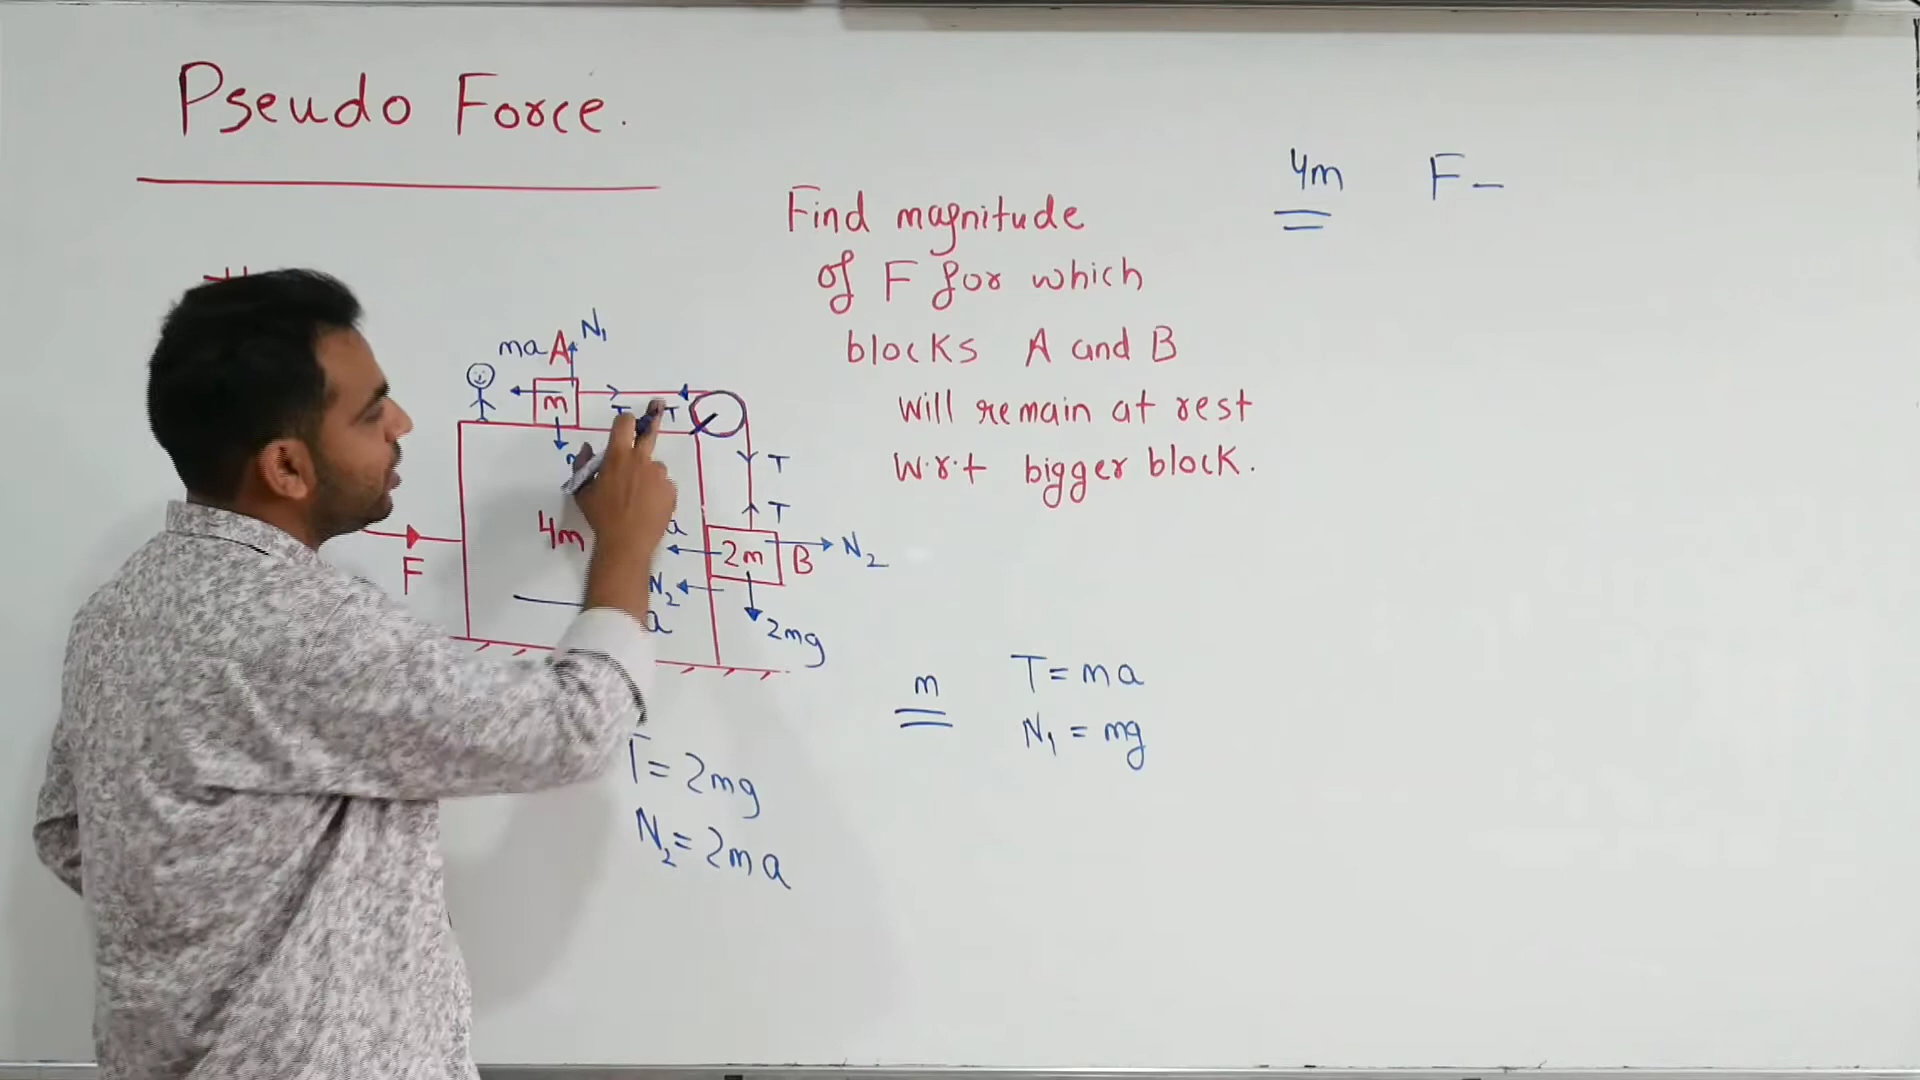 Pseudo Force.
4m F-
Find magnitude
of F for which
blocks A and B
will remain at rest
w.r.t bigger block.
ma A N₁
m T T
T
T
4m a 2m B N₂
F
N₂
a 2mg
m T = ma
N₁ = mg
T = 2mg
N₂ = 2ma